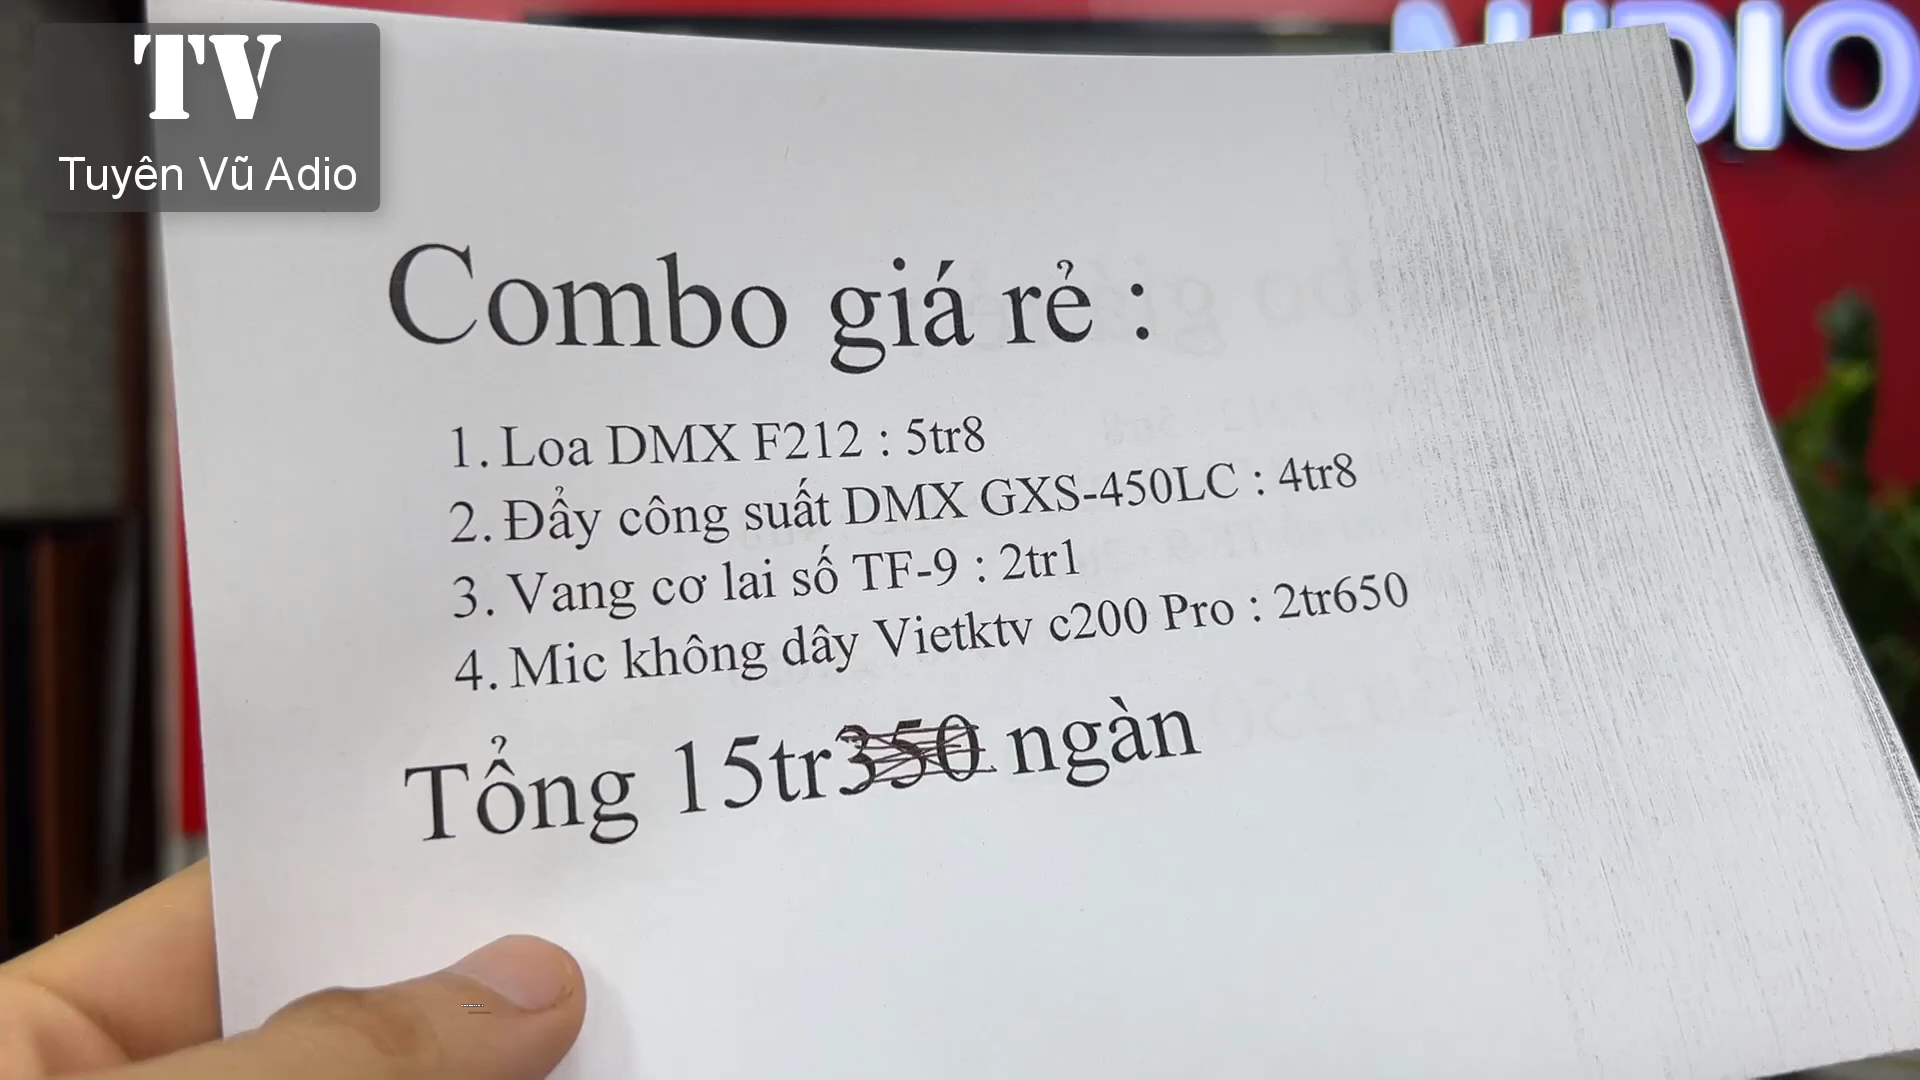 TV
Tuyên Vũ Adio
AUDIO
Combo giá rẻ :
1. Loa DMX F212 : 5tr8
2. Đẩy công suất DMX GXS-450LC : 4tr8
3. Vang cơ lai số TF-9 : 2tr1
4. Mic không dây Vietktv c200 Pro : 2tr650
Tổng 15tr350 ngàn